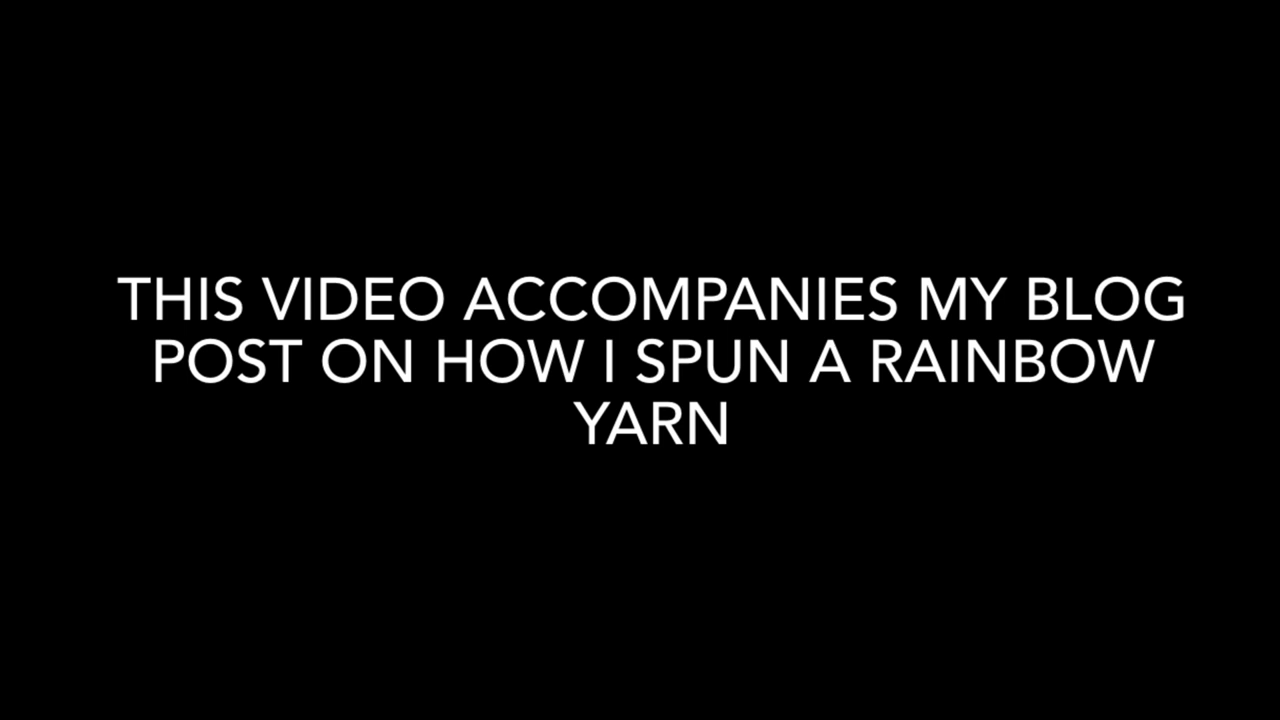 THIS VIDEO ACCOMPANIES MY BLOG
POST ON HOW I SPUN A RAINBOW
YARN